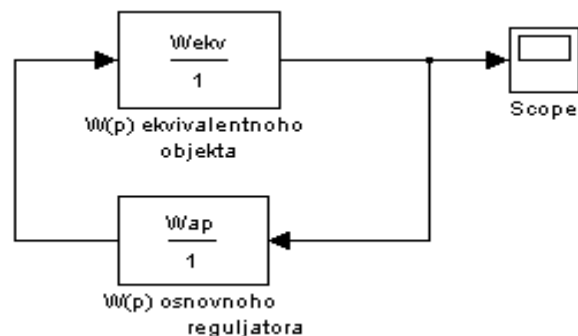 Wekv
1
W(p) ekvivalentnoho
objekta
Scope
Wap
1
W(p) osnovnoho
reguljatora